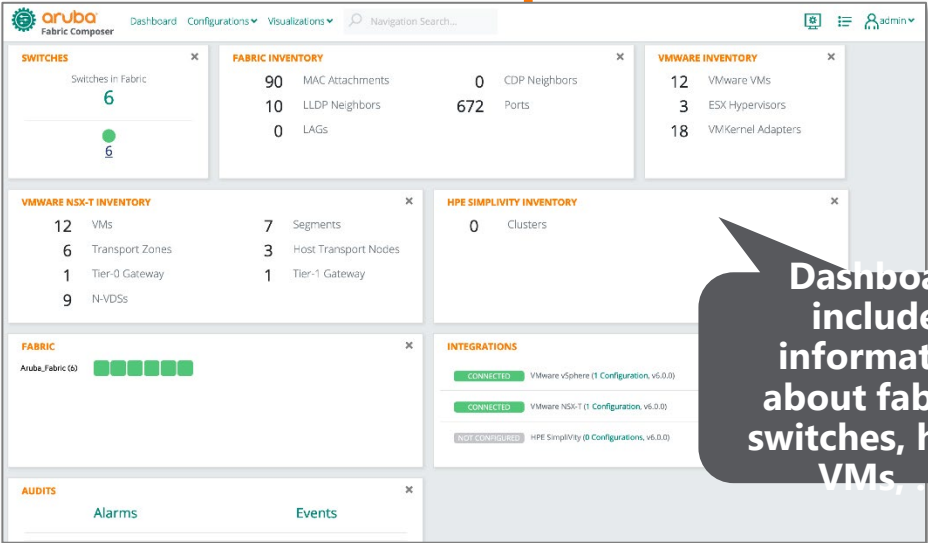 aruba
Fabric Composer
Dashboard Configurations Visualizations Navigation Search... admin
SWITCHES
Switches in Fabric
6
6
FABRIC INVENTORY
90 MAC Attachments 0 CDP Neighbors
10 LLDP Neighbors 672 Ports
0 LAGs
VMWARE INVENTORY
12 VMware VMs
3 ESX Hypervisors
18 VMKernel Adapters
VMWARE NSX-T INVENTORY
12 VMs 7 Segments
6 Transport Zones 3 Host Transport Nodes
1 Tier-0 Gateway 1 Tier-1 Gateway
9 N-VDSs
HPE SIMPLIVITY INVENTORY
0 Clusters
FABRIC
Aruba_Fabric (6)
INTEGRATIONS
CONNECTED VMware vSphere (1 Configuration, v6.0.0)
CONNECTED VMware NSX-T (1 Configuration, v6.0.0)
NOT CONFIGURED HPE SimpliVity (0 Configurations, v6.0.0)
AUDITS
Alarms Events
include
about
switches,
VMs,